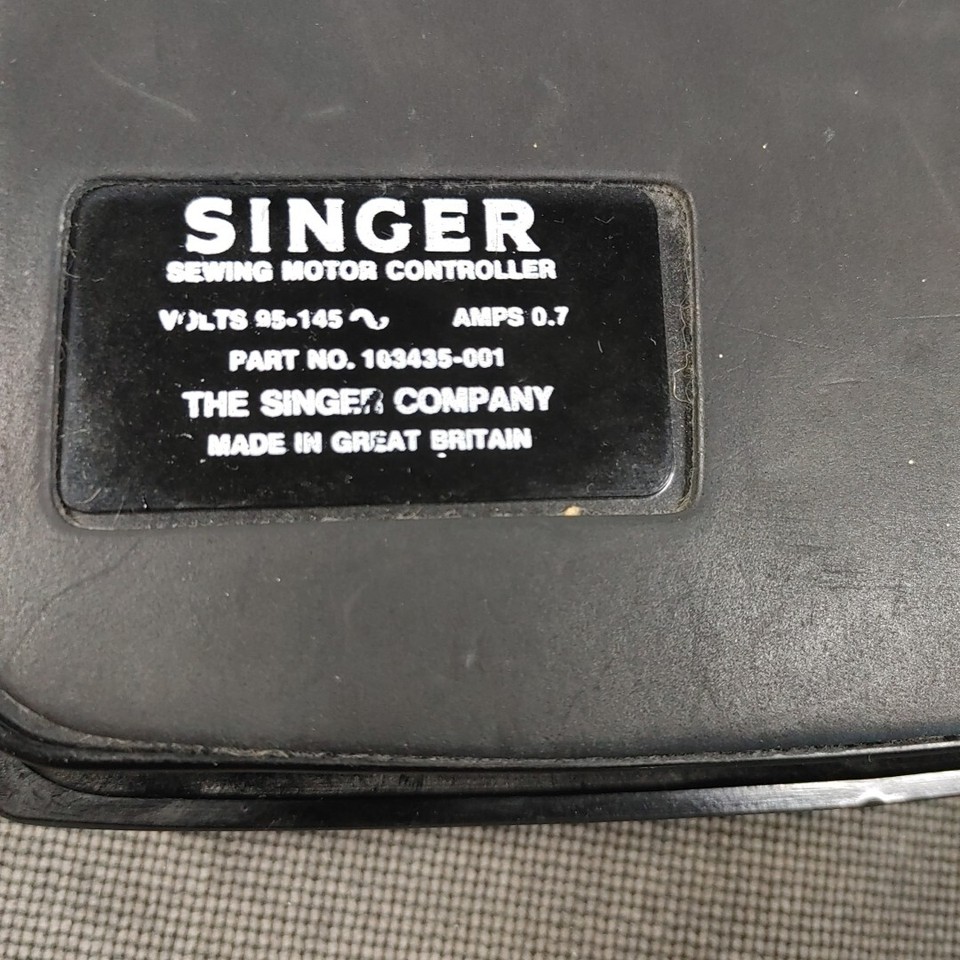 SINGER
SEWING MOTOR CONTROLLER
VOLTS 95-145 ∿ AMPS 0.7
PART NO. 103435-001
THE SINGER COMPANY
MADE IN GREAT BRITAIN